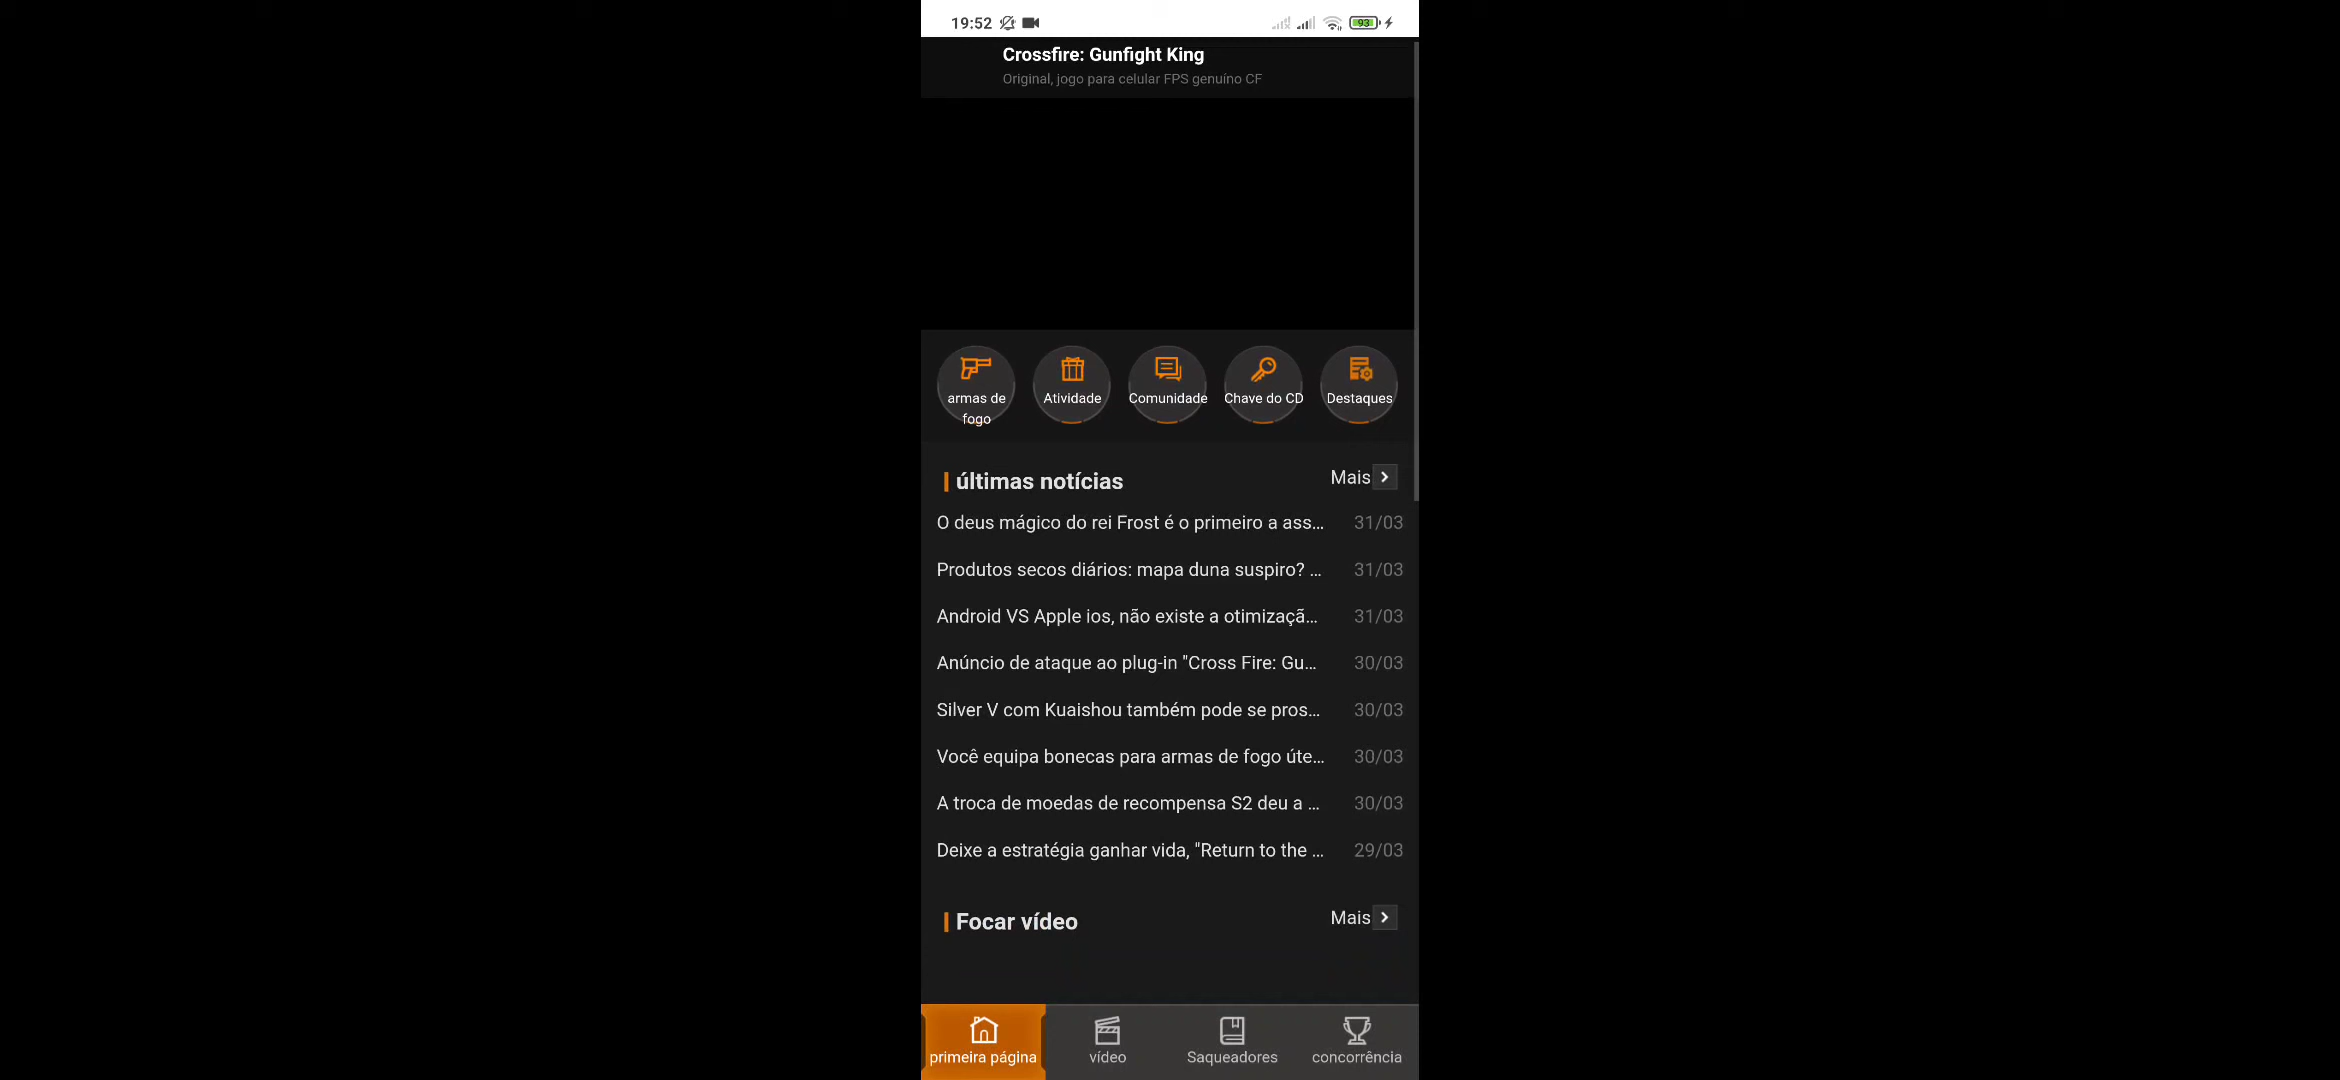 19:52
93
Crossfire: Gunfight King
Original, jogo para celular FPS genuíno CF
armas de
fogo
Atividade
Comunidade
Chave do CD
Destaques
últimas notícias
Mais
O deus mágico do rei Frost é o primeiro a ass... 31/03
Produtos secos diários: mapa duna suspiro? ... 31/03
Android VS Apple ios, não existe a otimizaçã... 31/03
Anúncio de ataque ao plug-in "Cross Fire: Gu... 30/03
Silver V com Kuaishou também pode se pros... 30/03
Você equipa bonecas para armas de fogo úte... 30/03
A troca de moedas de recompensa S2 deu a ... 30/03
Deixe a estratégia ganhar vida, "Return to the ... 29/03
Focar vídeo
Mais
primeira página
vídeo
Saqueadores
concorrência